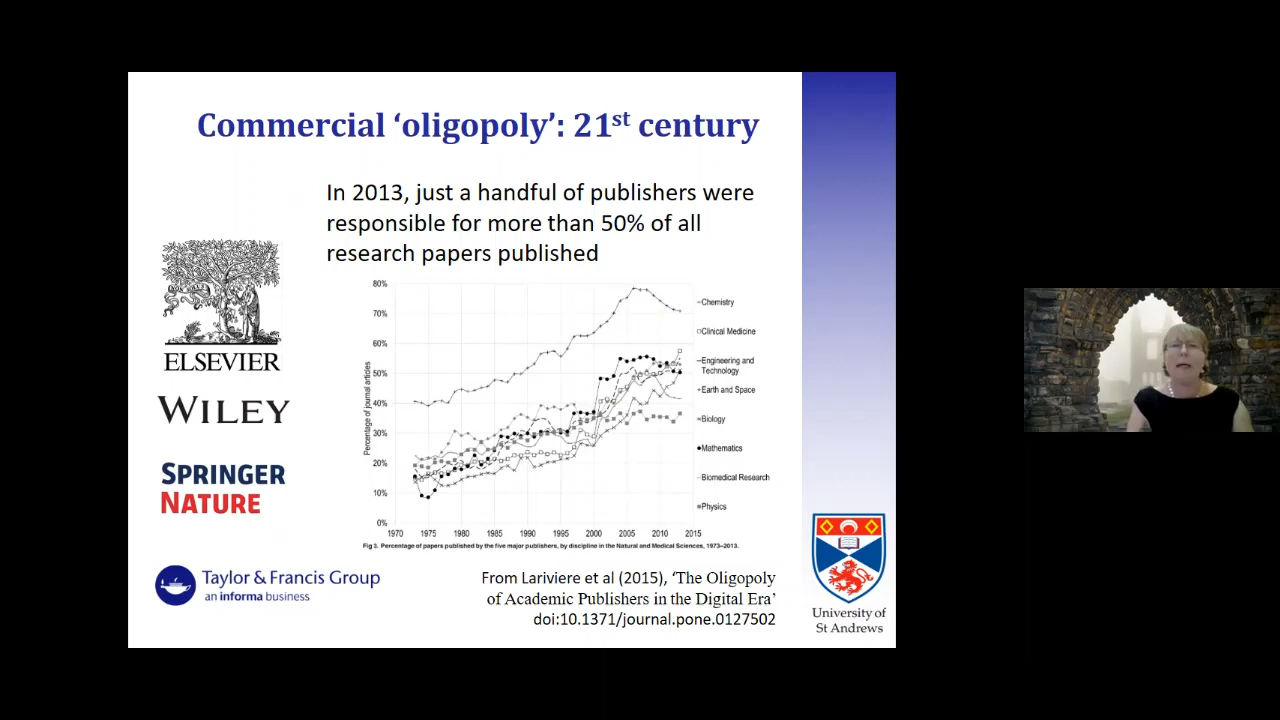 Commercial ‘oligopoly’: 21st century
In 2013, just a handful of publishers were
responsible for more than 50% of all
research papers published
ELSEVIER
WILEY
SPRINGER
NATURE
Taylor & Francis Group
an informa business
Percentage of journal articles
80%
70%
60%
50%
40%
30%
20%
10%
0%
1970 1975 1980 1985 1990 1995 2000 2005 2010 2015
Chemistry
Clinical Medicine
Engineering and
Technology
Earth and Space
Biology
Mathematics
Biomedical Research
Physics
Fig 3. Percentage of papers published by the five major publishers, by discipline in the Natural and Medical Sciences, 1973–2013.
From Lariviere et al (2015), ‘The Oligopoly
of Academic Publishers in the Digital Era’
doi:10.1371/journal.pone.0127502
University of
St Andrews